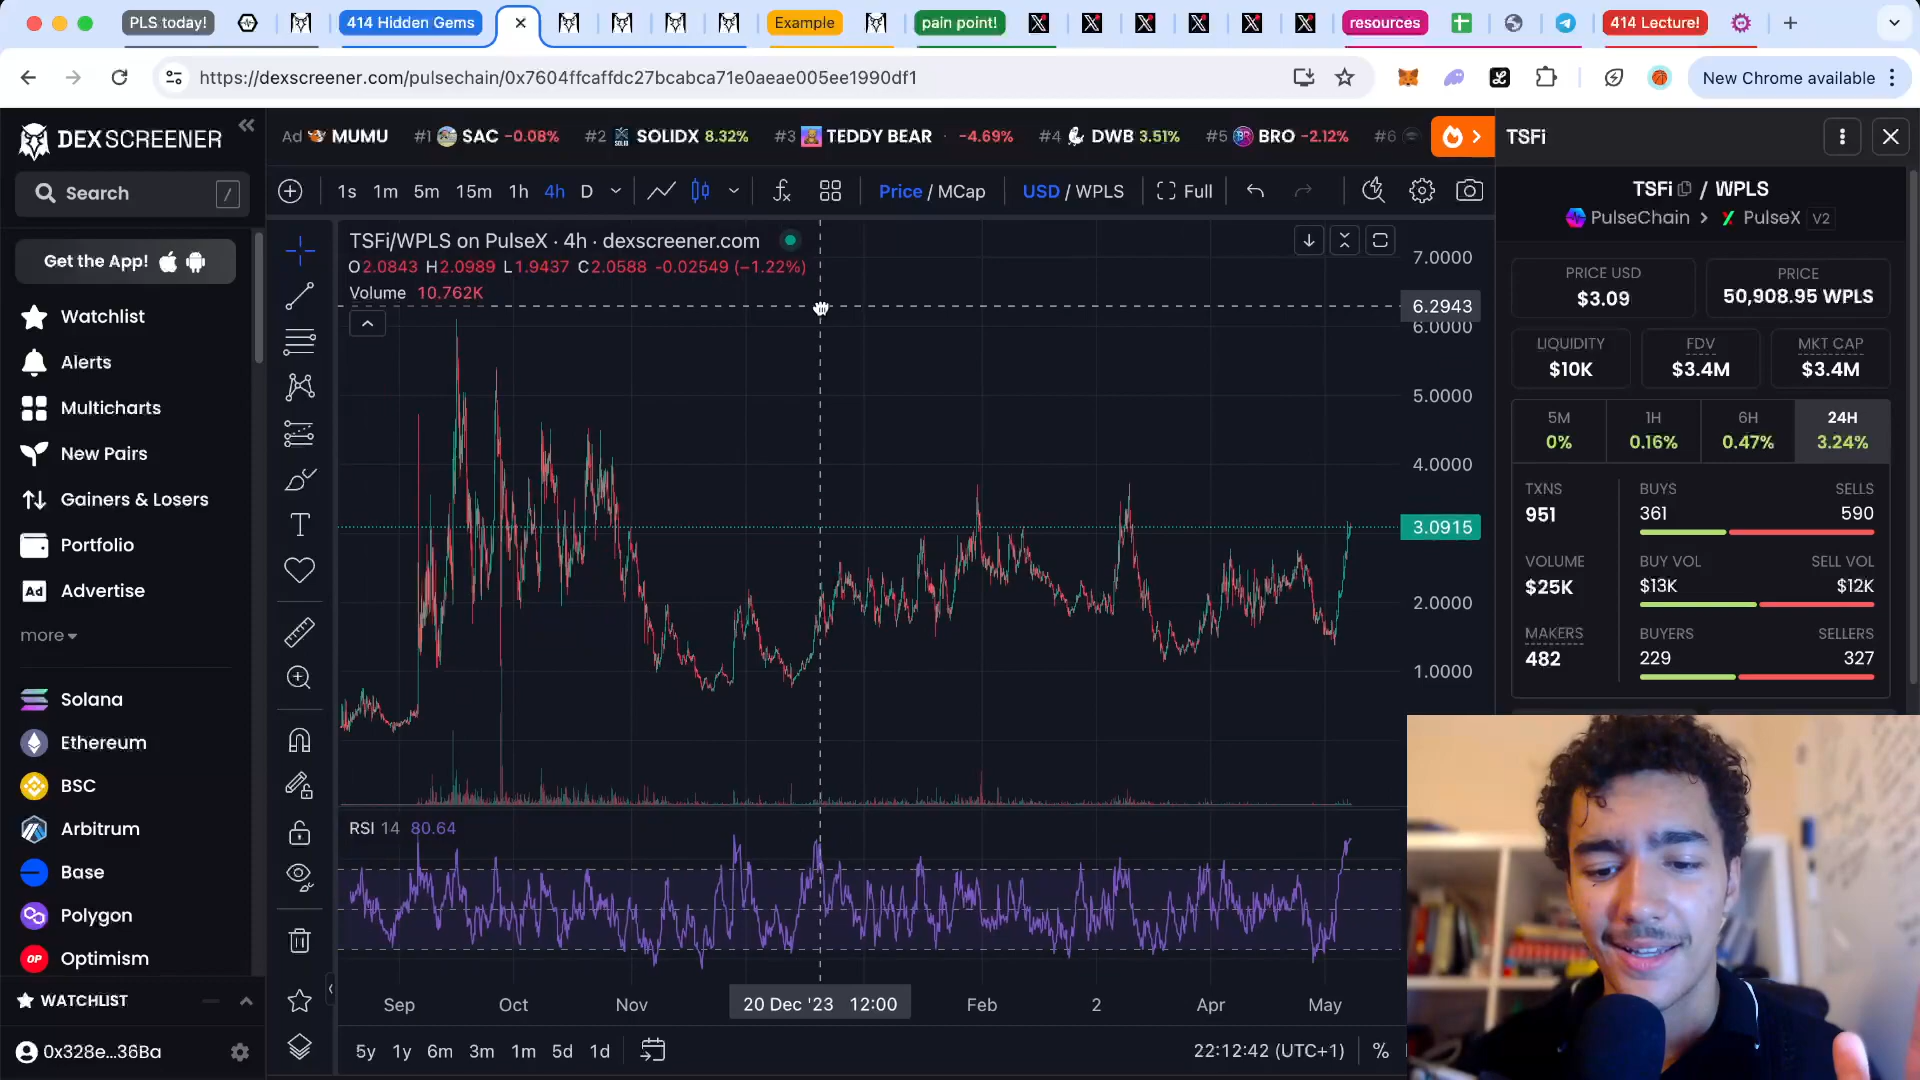 PLS today!
414 Hidden Gems
Example
pain point!
resources
414 Lecture!
https://dexscreener.com/pulsechain/0x7604ffcaffdc27bcabca71e0aeae005ee1990df1
New Chrome available
DEX SCREENER
Ad MUMU #1 SAC -0.08% #2 SOLIDX 8.32% #3 TEDDY BEAR -4.69% #4 DWB 3.51% #5 BRO -2.12% #6
TSFi
Search /
1s 1m 5m 15m 1h 4h D
Price / MCap
USD / WPLS
Full
TSFi / WPLS
PulseChain > PulseX V2
Get the App!
Watchlist
Alerts
Multicharts
New Pairs
Gainers & Losers
Portfolio
Ad Advertise
more
Solana
Ethereum
BSC
Arbitrum
Base
Polygon
OP Optimism
WATCHLIST
0x328e...36Ba
TSFi/WPLS on PulseX · 4h · dexscreener.com
O2.0843 H2.0989 L1.9437 C2.0588 -0.02549 (−1.22%)
Volume 10.762K
7.0000
6.2943
6.0000
5.0000
4.0000
3.0915
2.0000
1.0000
RSI 14 80.64
Sep Oct Nov 20 Dec '23 12:00 Feb 2 Apr May
5y 1y 6m 3m 1m 5d 1d
22:12:42 (UTC+1) %
PRICE USD
$3.09
PRICE
50,908.95 WPLS
LIQUIDITY
$10K
FDV
$3.4M
MKT CAP
$3.4M
5M
0%
1H
0.16%
6H
0.47%
24H
3.24%
TXNS
951
BUYS
361
SELLS
590
VOLUME
$25K
BUY VOL
$13K
SELL VOL
$12K
MAKERS
482
BUYERS
229
SELLERS
327